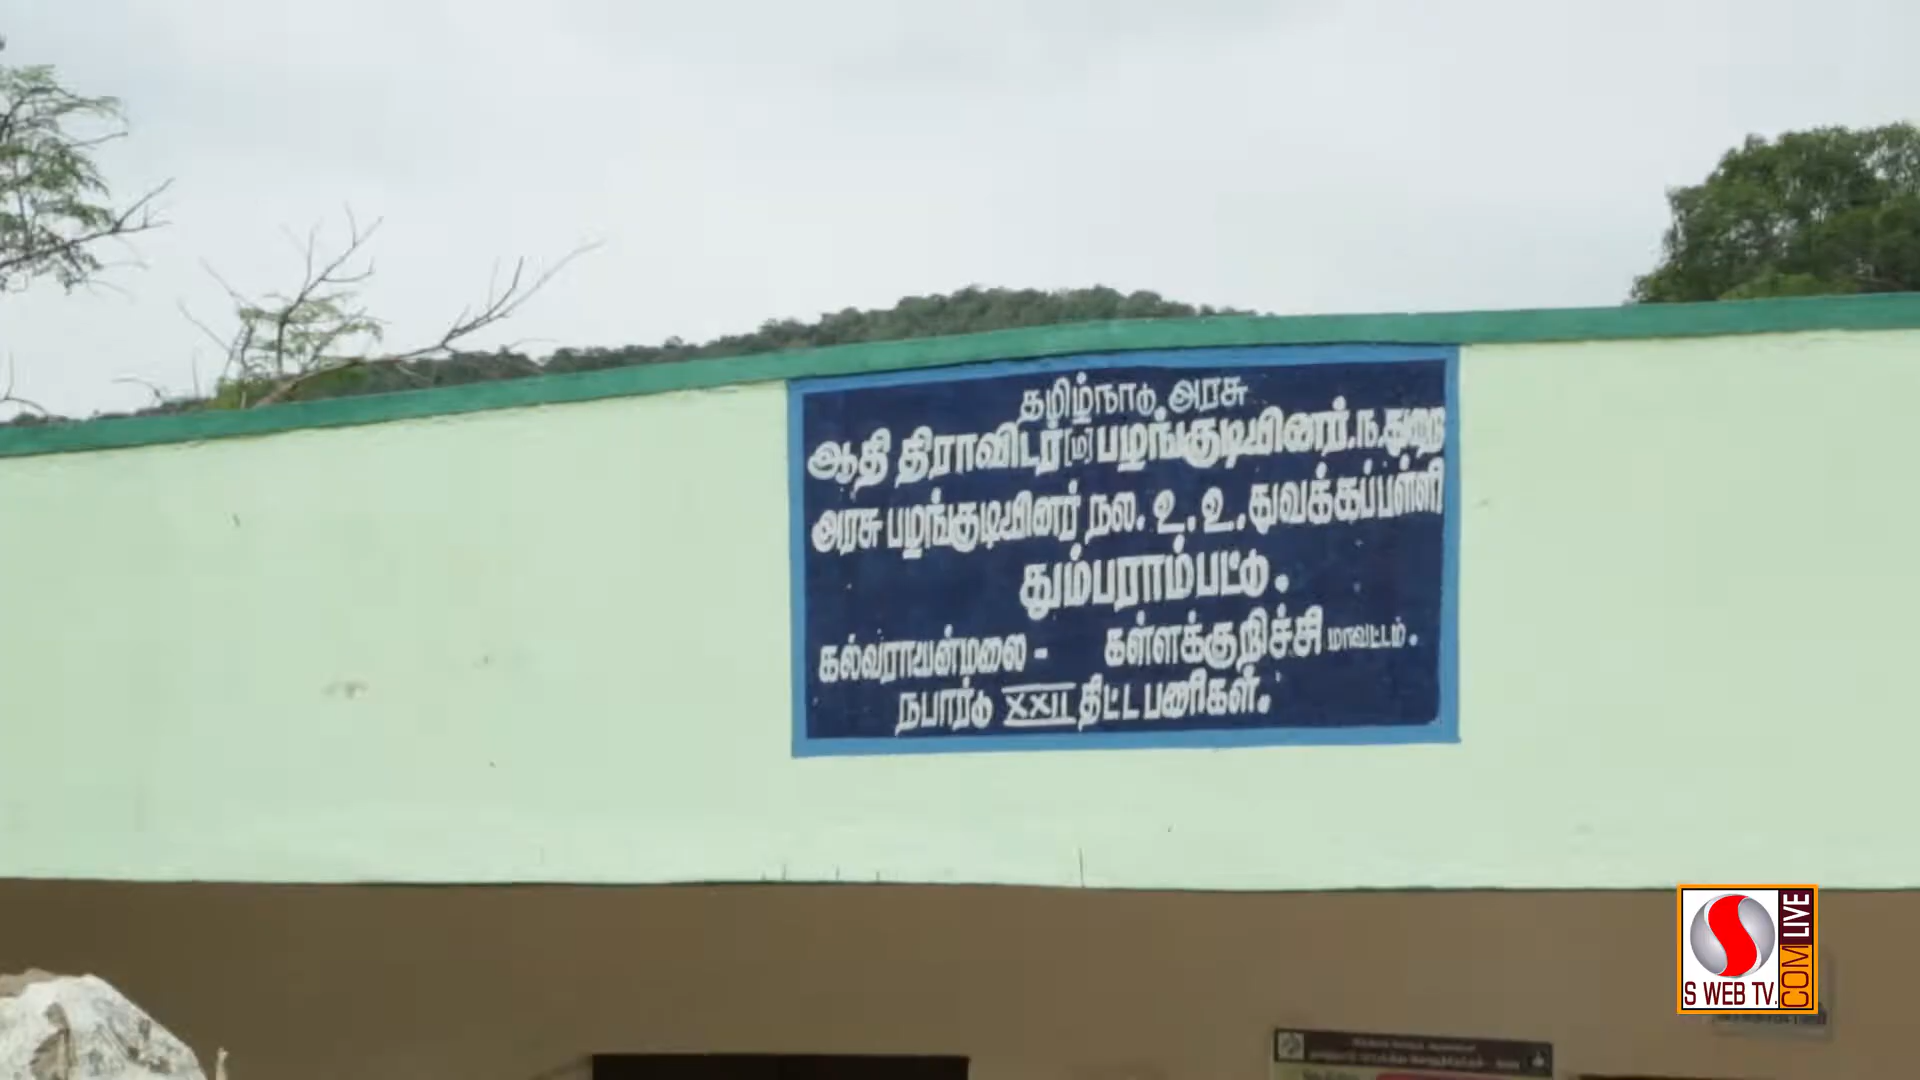 தமிழ்நாடு அரசு
ஆதி திராவிடர் [ம] பழங்குடியினர். ந. துறை
அரசு பழங்குடியினர் நல. உ. உ. துவக்கப்பள்ளி
தும்பராம்பட்டு.
கல்வராயன்மலை - கள்ளக்குறிச்சி மாவட்டம்.
நபார்டு XXII திட்ட பணிகள்.
S WEB TV.
COM LIVE